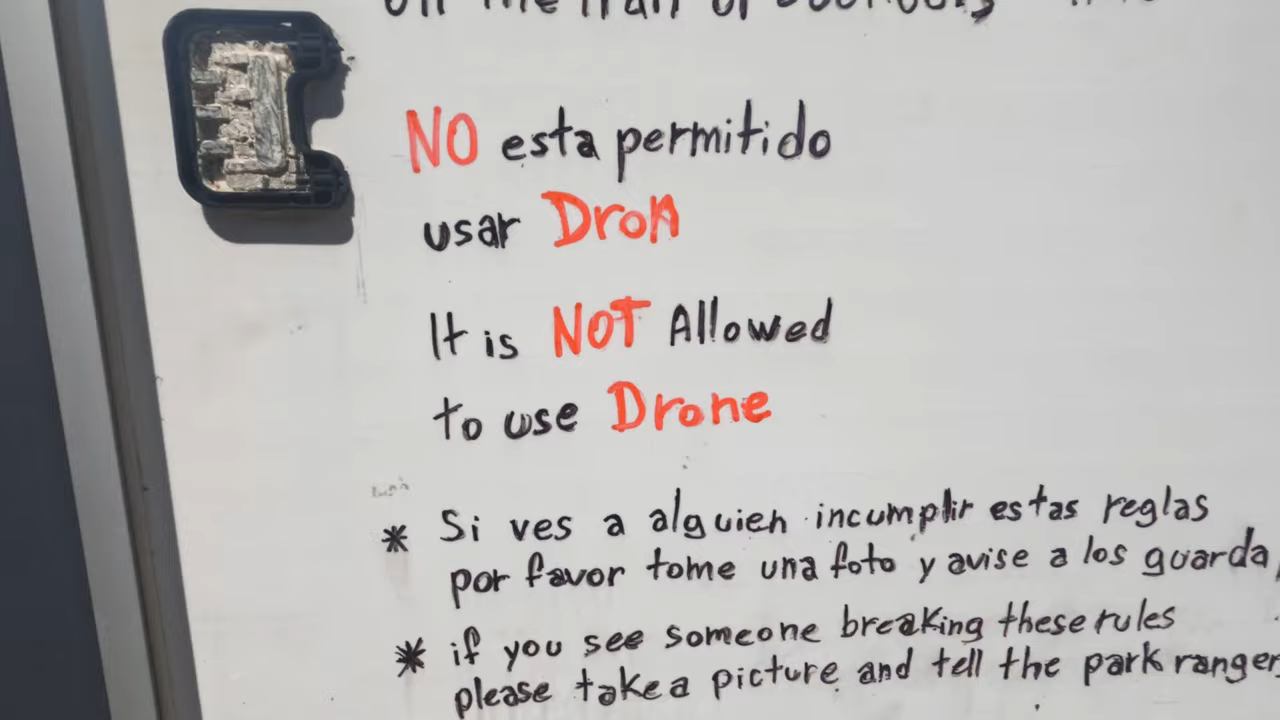 NO esta permitido
usar Dron
It is NOT Allowed
to use Drone
* Si ves a alguien incumplir estas reglas
por favor tome una foto y avise a los guarda
* if you see someone breaking these rules
please take a picture and tell the park ranger